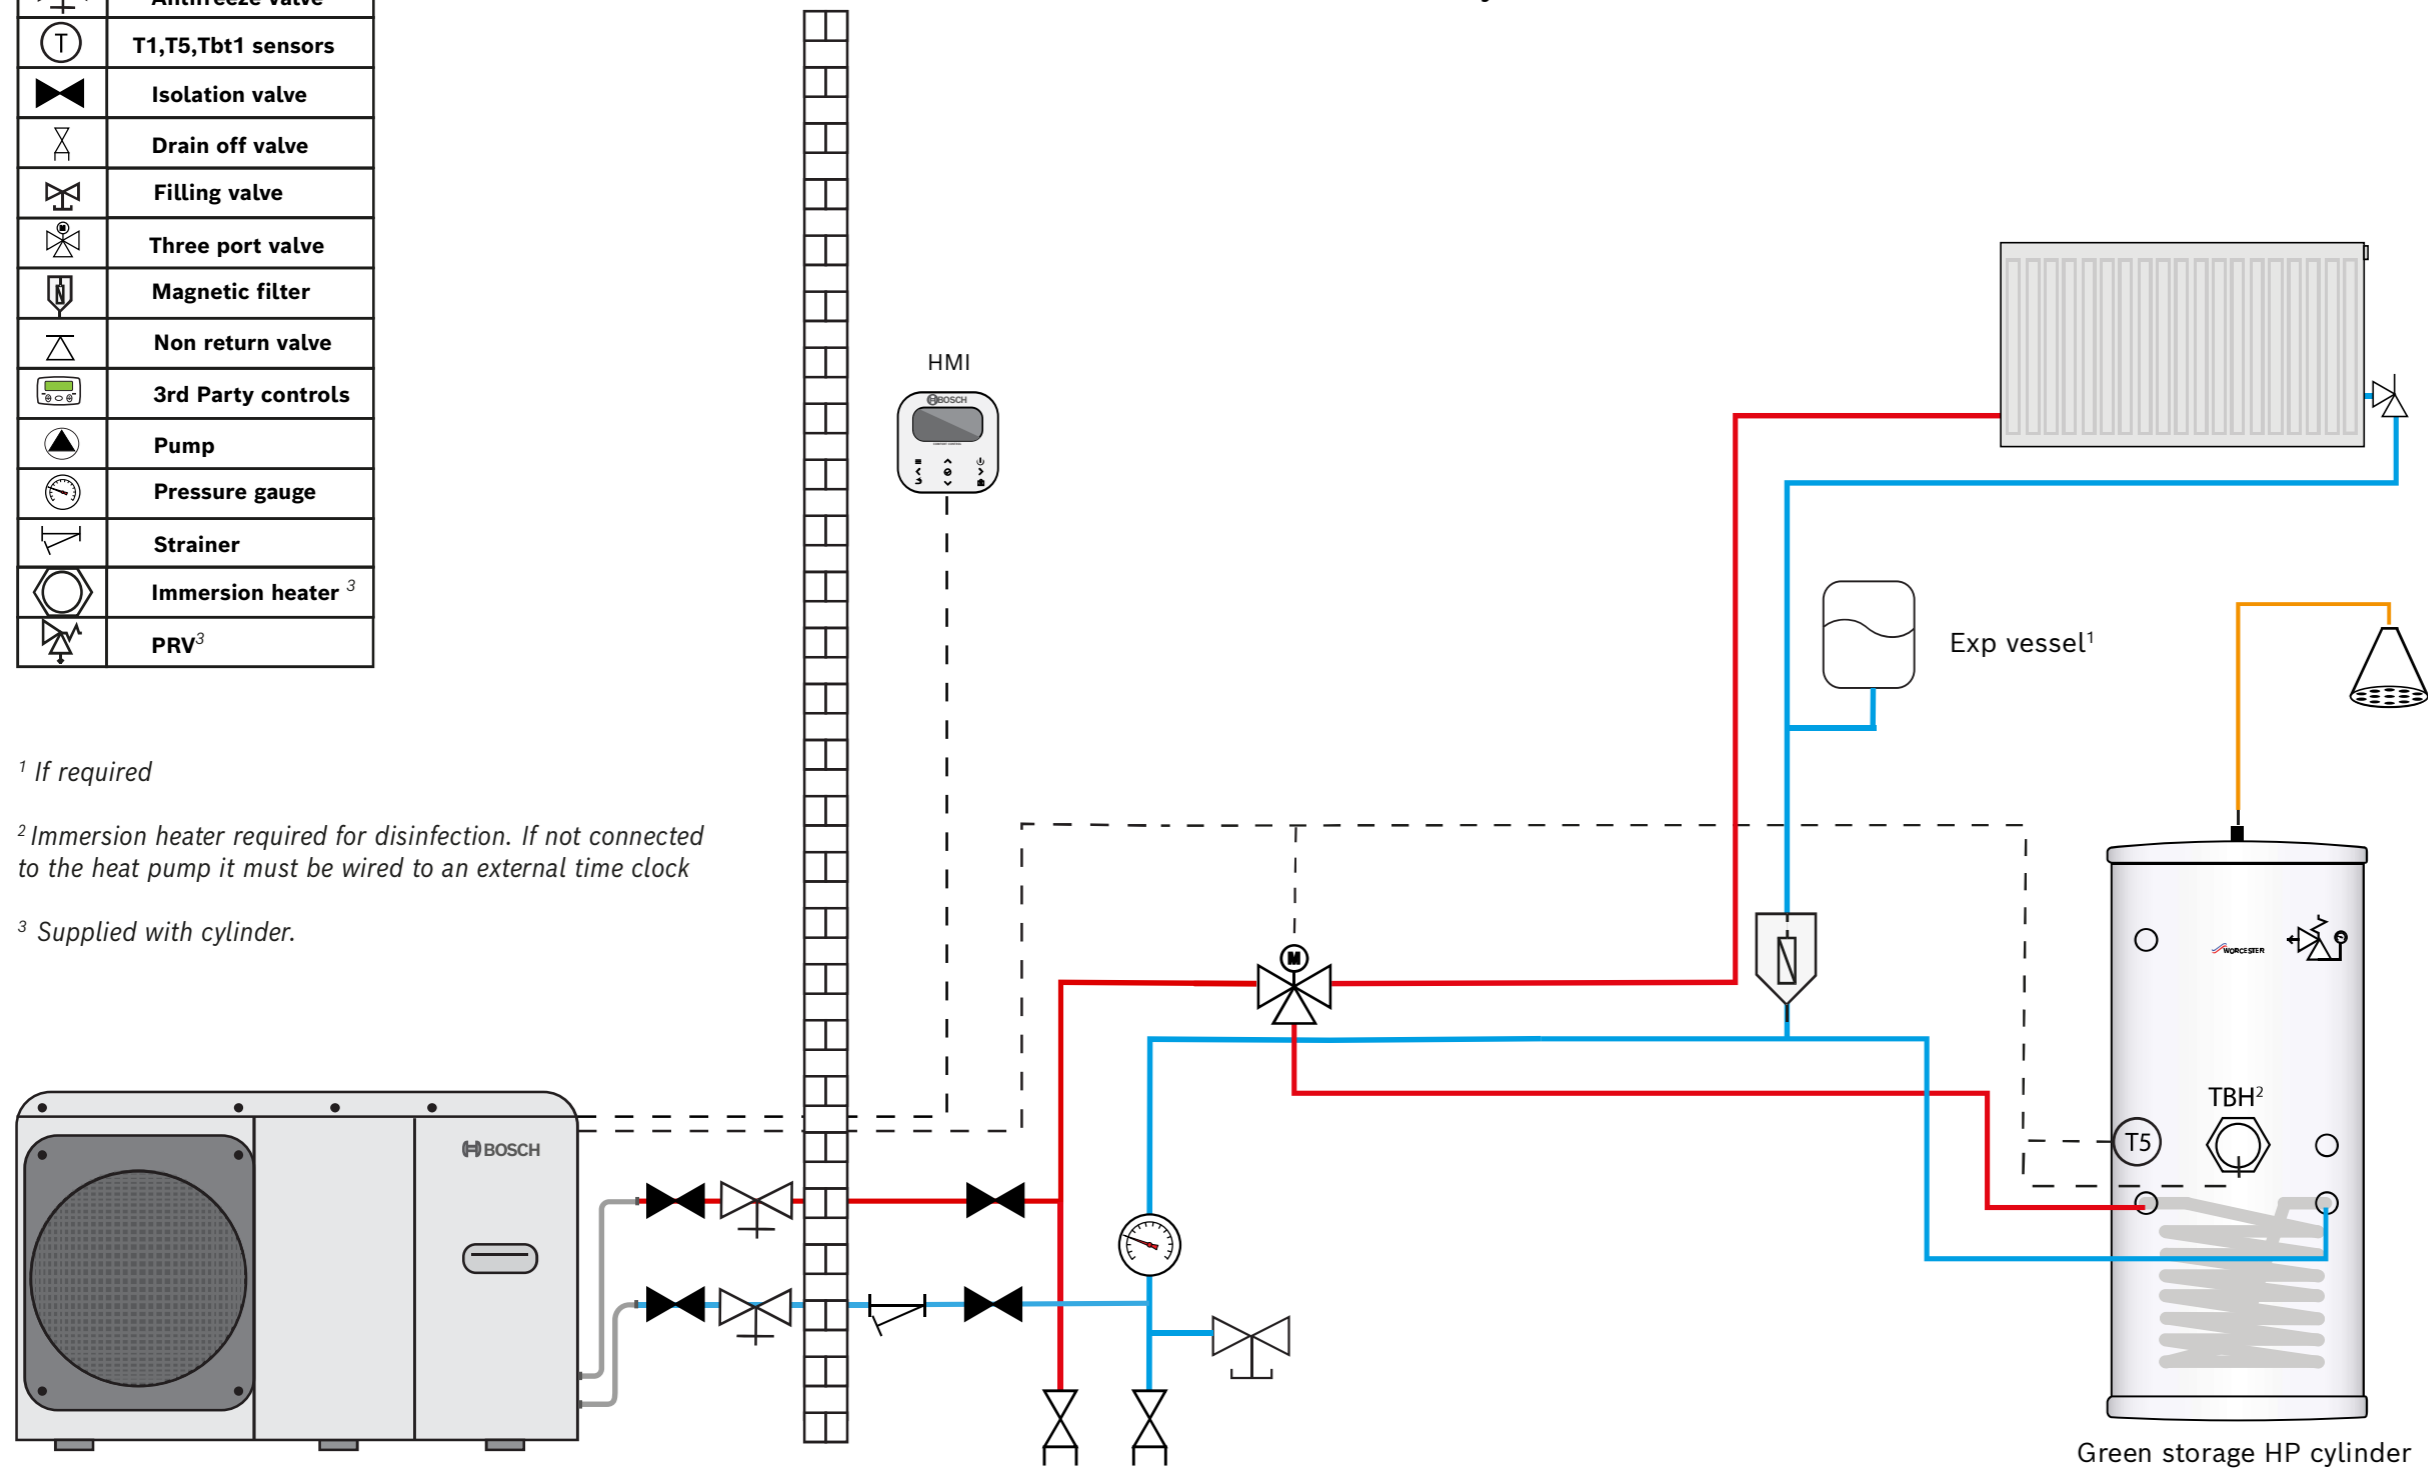 Antifreeze valve
T
T1,T5,Tbt1 sensors
Isolation valve
Drain off valve
Filling valve
M
Three port valve
Magnetic filter
Non return valve
3rd Party controls
Pump
Pressure gauge
Strainer
Immersion heater 3
PRV3
1 If required
2 Immersion heater required for disinfection. If not connected
to the heat pump it must be wired to an external time clock
3 Supplied with cylinder.
HMI
BOSCH
Exp vessel1
M
WORCESTER
TBH2
T5
BOSCH
Green storage HP cylinder